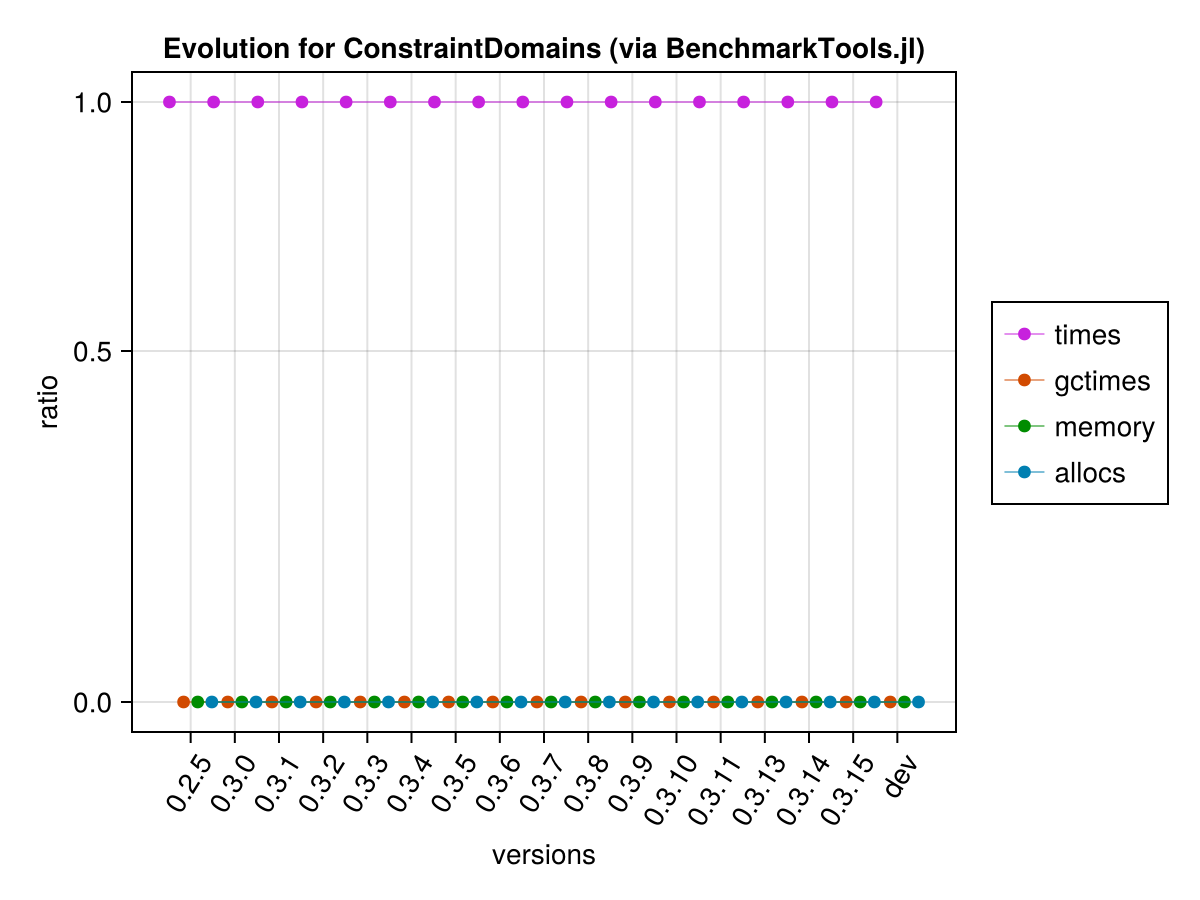 Evolution for ConstraintDomains (via BenchmarkTools.jl)
1.0
0.5
0.0
ratio
0.2.5
0.3.0
0.3.1
0.3.2
0.3.3
0.3.4
0.3.5
0.3.6
0.3.7
0.3.8
0.3.9
0.3.10
0.3.11
0.3.13
0.3.14
0.3.15
dev
versions
times
gctimes
memory
allocs